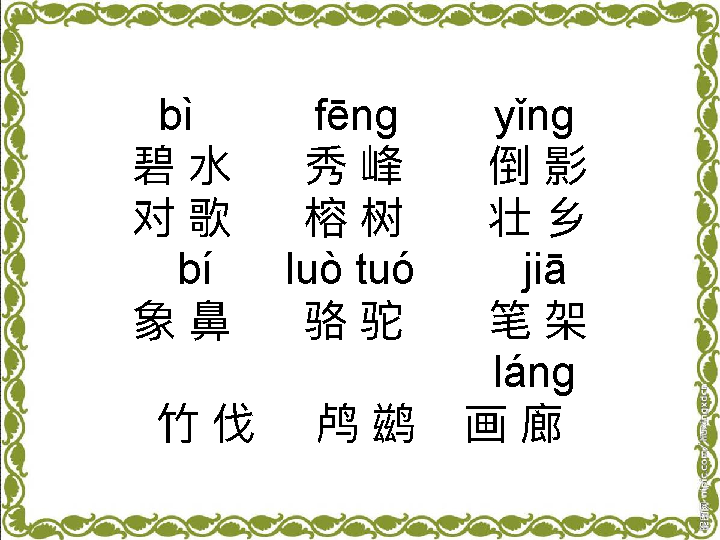 bì fēng yǐng
碧水 秀峰 倒影
对歌 榕树 壮乡
bí luò tuó jiā
象鼻 骆驼 笔架
láng
竹伐 鸬鹚 画廊